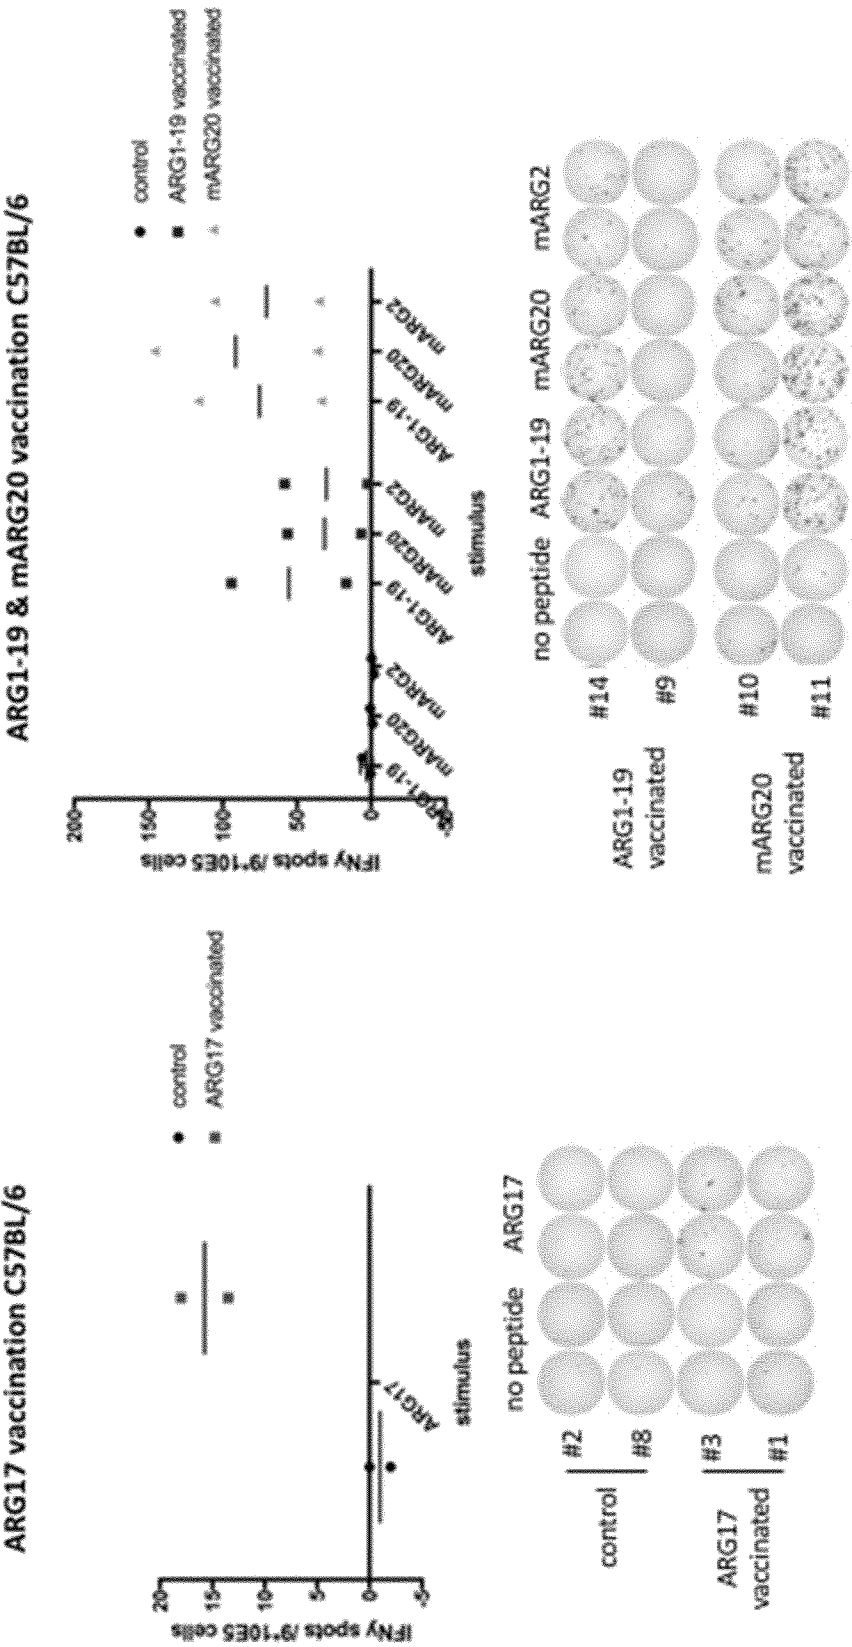 ARG17 vaccination C57BL/6
control
ARG17 vaccinated
IFNγ spots /9*10E5 cells
20
15
10
5
0
-5
ARG17
stimulus
no peptide ARG17
control
#2
#8
ARG17
vaccinated
#3
#1
ARG1-19 & mARG20 vaccination C57BL/6
control
ARG1-19 vaccinated
mARG20 vaccinated
IFNγ spots /9*10E5 cells
200
150
100
50
0
ARG1-19
mARG20
mARG2
ARG1-19
mARG20
mARG2
ARG1-19
mARG20
mARG2
stimulus
no peptide ARG1-19 mARG20 mARG2
ARG1-19
vaccinated
#14
#9
mARG20
vaccinated
#10
#11